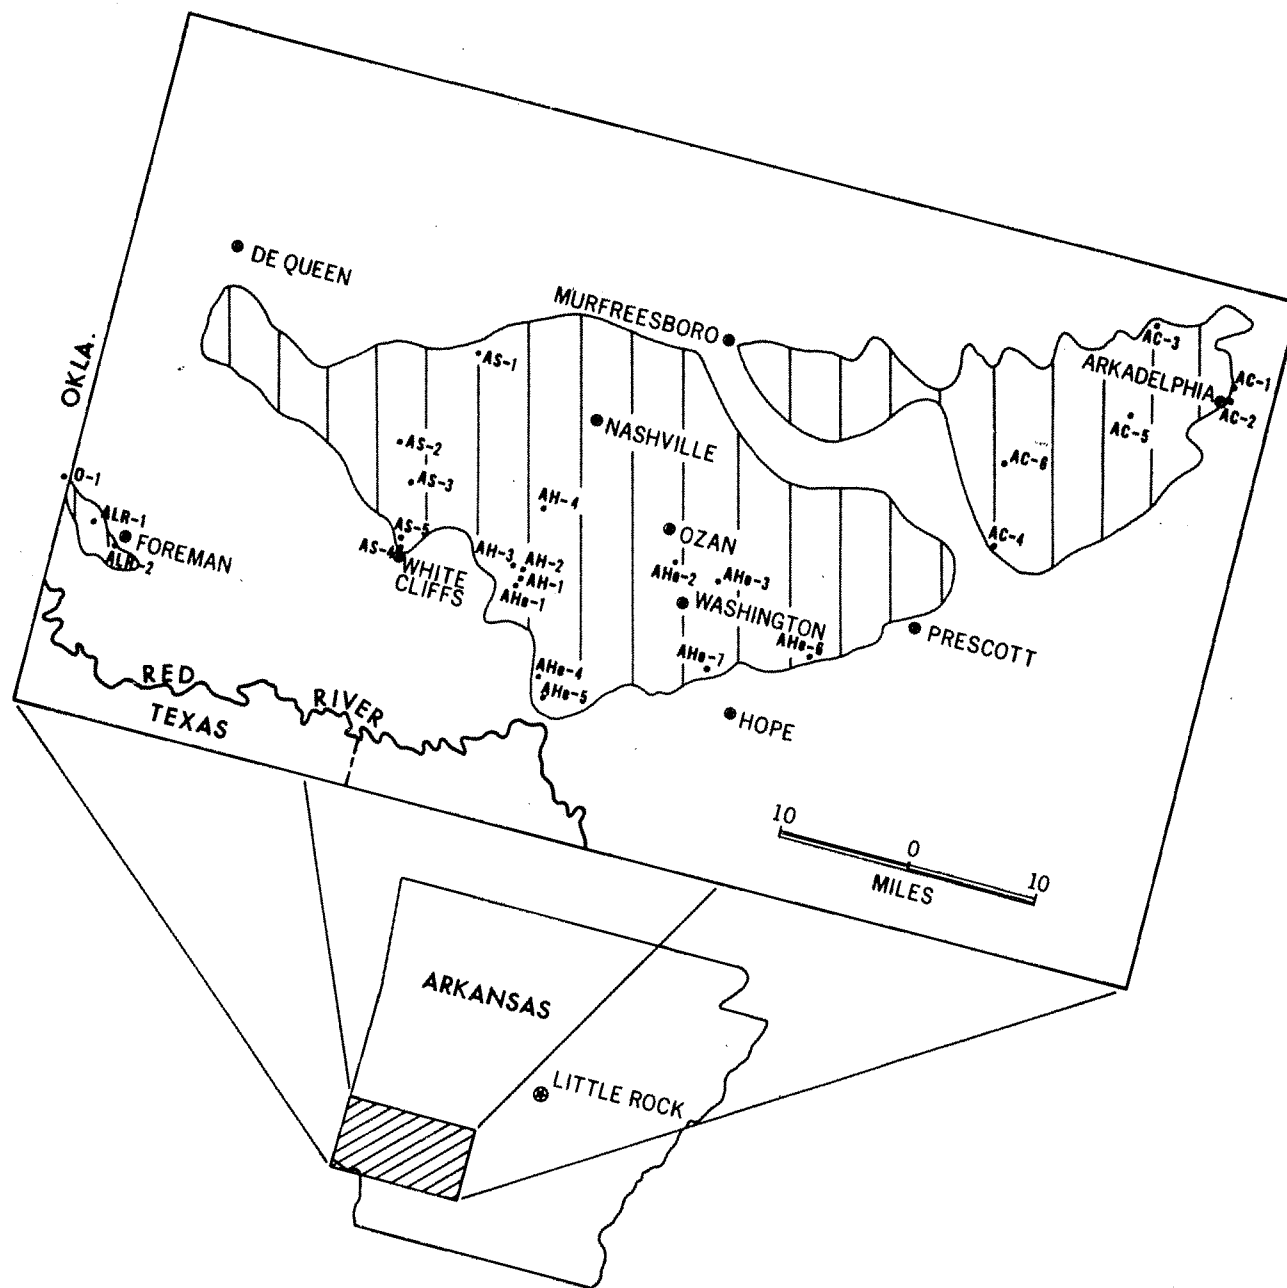 DE QUEEN
MURFREESBORO
AC-3
ARKADELPHIA
AC-1
AC-2
OKLA.
AS-1
NASHVILLE
AC-5
AS-2
AC-6
O-1
AS-3
AH-4
ALR-1
FOREMAN
ALR-2
AS-5
AS-4
WHITE
CLIFFS
AH-3
AH-2
AH-1
AHe-1
OZAN
AHe-2
AHe-3
WASHINGTON
AC-4
AHe-6
PRESCOTT
AHe-7
AHe-4
AHe-5
RED
RIVER
TEXAS
HOPE
10
0
10
MILES
ARKANSAS
LITTLE ROCK